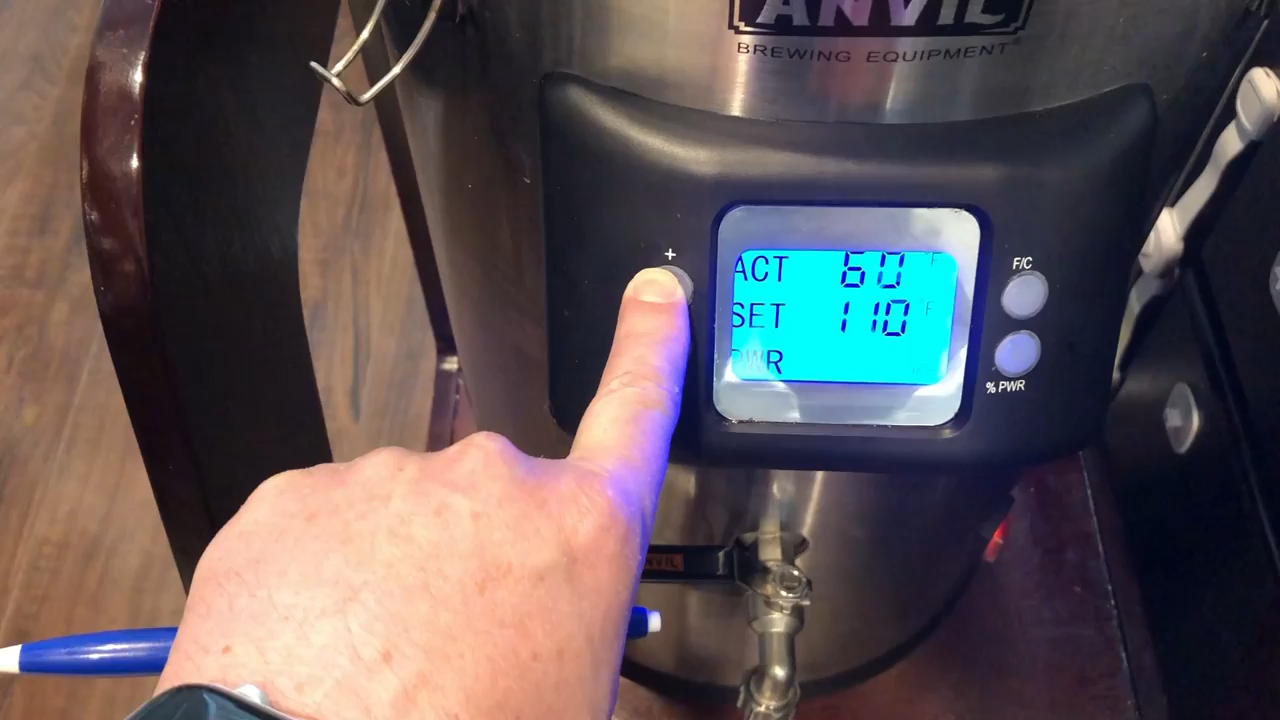 ANVIL
BREWING EQUIPMENT
+
ACT 60 °F
SET 110 °F
PWR
F/C
% PWR
ANVIL